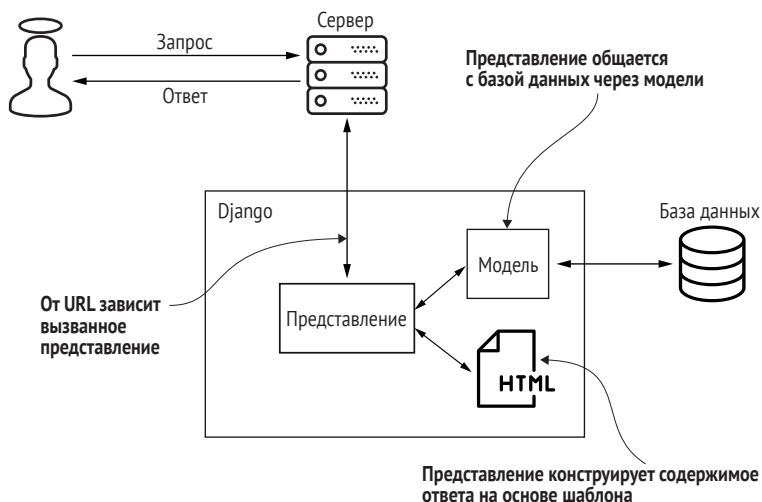 Сервер
Запрос
Ответ
Представление общается
с базой данных через модели
Django
База данных
Модель
От URL зависит
вызванное
представление
Представление
HTML
Представление конструирует содержимое
ответа на основе шаблона